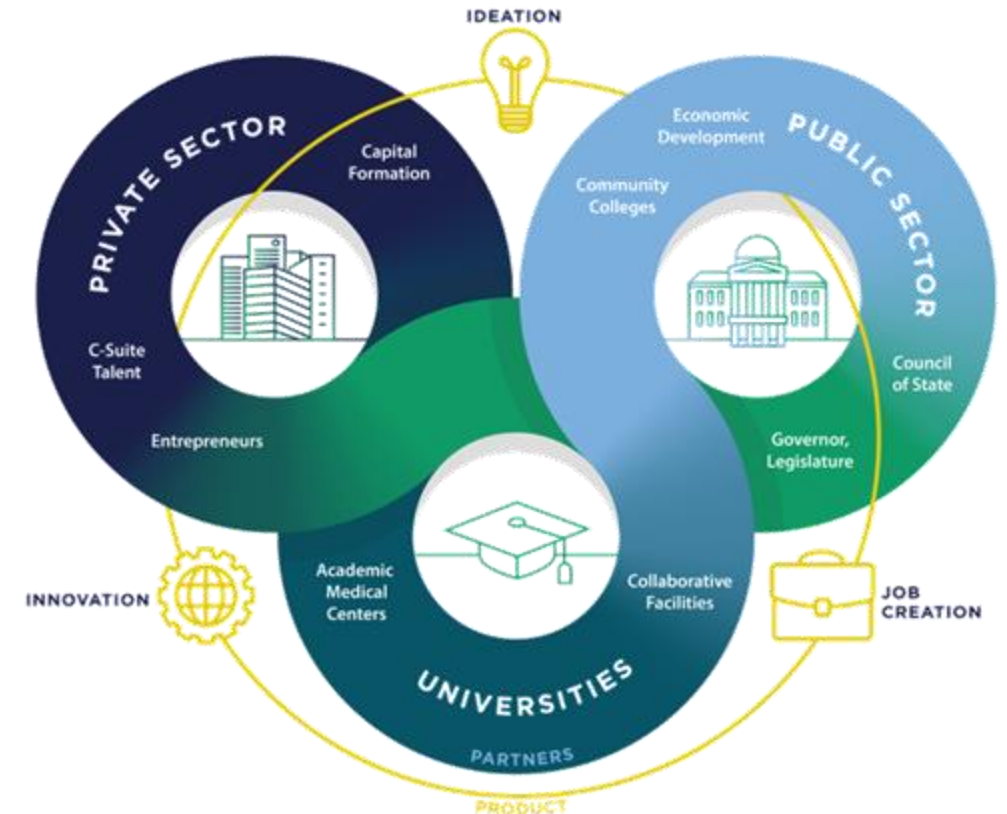 IDEATION
PRIVATE SECTOR
Capital
Formation
C-Suite
Talent
Entrepreneurs
Economic
Development
PUBLIC SECTOR
Community
Colleges
Council
of State
Governor,
Legislature
Academic
Medical
Centers
Collaborative
Facilities
INNOVATION
JOB
CREATION
UNIVERSITIES
PARTNERS
PRODUCT